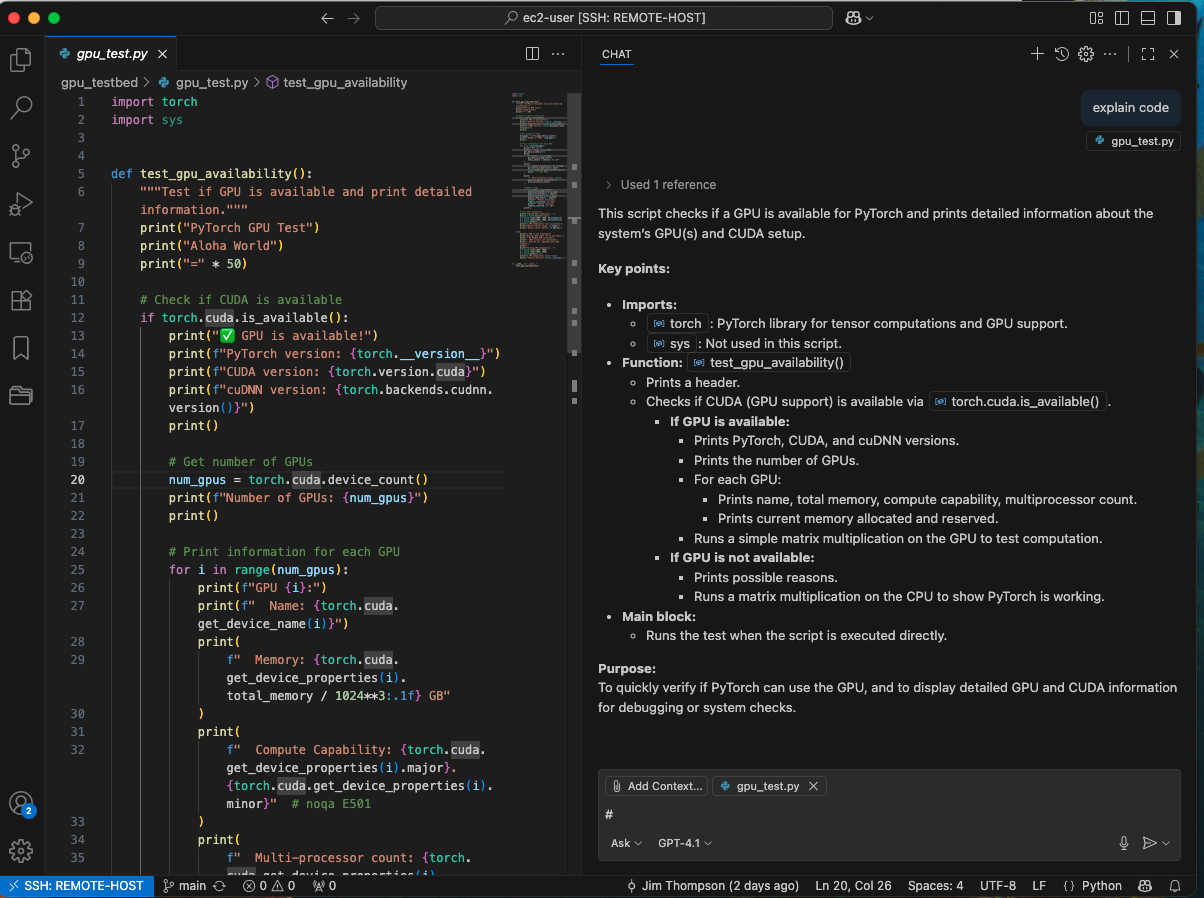 ec2-user [SSH: REMOTE-HOST]
gpu_test.py
gpu_testbed > gpu_test.py > test_gpu_availability
1 import torch
2 import sys
3
4
5 def test_gpu_availability():
6 """Test if GPU is available and print detailed
information."""
7 print("PyTorch GPU Test")
8 print("Aloha World")
9 print("=" * 50)
10
11 # Check if CUDA is available
12 if torch.cuda.is_available():
13 print("✅ GPU is available!")
14 print(f"PyTorch version: {torch.__version__}")
15 print(f"CUDA version: {torch.version.cuda}")
16 print(f"cuDNN version: {torch.backends.cudnn.
version()}")
17 print()
18
19 # Get number of GPUs
20 num_gpus = torch.cuda.device_count()
21 print(f"Number of GPUs: {num_gpus}")
22 print()
23
24 # Print information for each GPU
25 for i in range(num_gpus):
26 print(f"GPU {i}:")
27 print(f"  Name: {torch.cuda.
get_device_name(i)}")
28 print(
29 f"  Memory: {torch.cuda.
get_device_properties(i).
total_memory / 1024**3:.1f} GB"
30 )
31 print(
32 f"  Compute Capability: {torch.cuda.
get_device_properties(i).major}.
{torch.cuda.get_device_properties(i).
minor}"  # noqa E501
33 )
34 print(
35 f"  Multi-processor count: {torch.
cuda.get_device_properties(i).
CHAT
explain code
gpu_test.py
Used 1 reference
This script checks if a GPU is available for PyTorch and prints detailed information about the
system's GPU(s) and CUDA setup.
Key points:
• Imports:
torch : PyTorch library for tensor computations and GPU support.
sys : Not used in this script.
• Function: test_gpu_availability()
Prints a header.
Checks if CUDA (GPU support) is available via torch.cuda.is_available() .
If GPU is available:
Prints PyTorch, CUDA, and cuDNN versions.
Prints the number of GPUs.
For each GPU:
Prints name, total memory, compute capability, multiprocessor count.
Prints current memory allocated and reserved.
Runs a simple matrix multiplication on the GPU to test computation.
If GPU is not available:
Prints possible reasons.
Runs a matrix multiplication on the CPU to show PyTorch is working.
• Main block:
Runs the test when the script is executed directly.
Purpose:
To quickly verify if PyTorch can use the GPU, and to display detailed GPU and CUDA information
for debugging or system checks.
Add Context... gpu_test.py
#
Ask GPT-4.1
2
SSH: REMOTE-HOST main 0 0 0 Jim Thompson (2 days ago) Ln 20, Col 26 Spaces: 4 UTF-8 LF {} Python